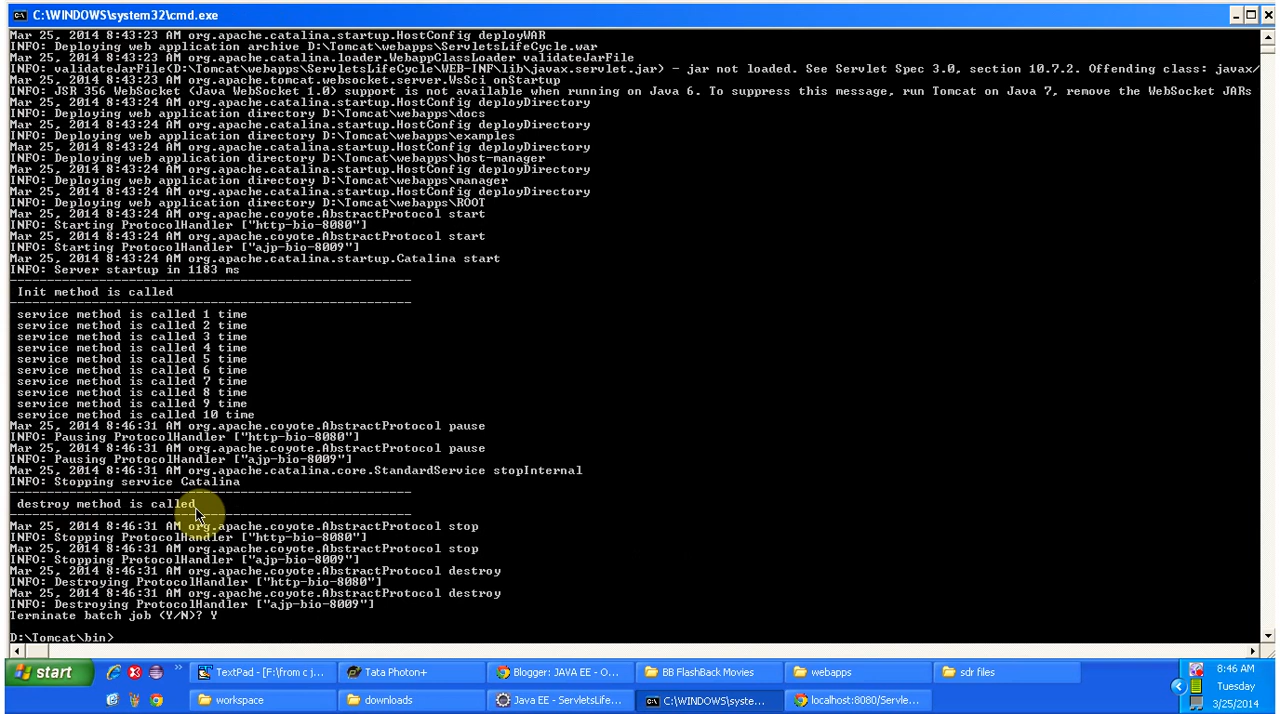 C:\WINDOWS\system32\cmd.exe
Mar 25, 2014 8:43:23 AM org.apache.catalina.startup.HostConfig deployWAR
INFO: Deploying web application archive D:\Tomcat\webapps\ServletsLifeCycle.war
Mar 25, 2014 8:43:23 AM org.apache.catalina.loader.WebappClassLoader validateJarFile
INFO: validateJarFile(D:\Tomcat\webapps\ServletsLifeCycle\WEB-INF\lib\javax.servlet.jar) - jar not loaded. See Servlet Spec 3.0, section 10.7.2. Offending class: javax/
Mar 25, 2014 8:43:23 AM org.apache.tomcat.websocket.server.WsSci onStartup
INFO: JSR 356 WebSocket (Java WebSocket 1.0) support is not available when running on Java 6. To suppress this message, run Tomcat on Java 7, remove the WebSocket JARs
Mar 25, 2014 8:43:24 AM org.apache.catalina.startup.HostConfig deployDirectory
INFO: Deploying web application directory D:\Tomcat\webapps\docs
Mar 25, 2014 8:43:24 AM org.apache.catalina.startup.HostConfig deployDirectory
INFO: Deploying web application directory D:\Tomcat\webapps\examples
Mar 25, 2014 8:43:24 AM org.apache.catalina.startup.HostConfig deployDirectory
INFO: Deploying web application directory D:\Tomcat\webapps\host-manager
Mar 25, 2014 8:43:24 AM org.apache.catalina.startup.HostConfig deployDirectory
INFO: Deploying web application directory D:\Tomcat\webapps\manager
Mar 25, 2014 8:43:24 AM org.apache.catalina.startup.HostConfig deployDirectory
INFO: Deploying web application directory D:\Tomcat\webapps\ROOT
Mar 25, 2014 8:43:24 AM org.apache.coyote.AbstractProtocol start
INFO: Starting ProtocolHandler ["http-bio-8080"]
Mar 25, 2014 8:43:24 AM org.apache.coyote.AbstractProtocol start
INFO: Starting ProtocolHandler ["ajp-bio-8009"]
Mar 25, 2014 8:43:24 AM org.apache.catalina.startup.Catalina start
INFO: Server startup in 1183 ms
Init method is called
service method is called 1 time
service method is called 2 time
service method is called 3 time
service method is called 4 time
service method is called 5 time
service method is called 6 time
service method is called 7 time
service method is called 8 time
service method is called 9 time
service method is called 10 time
Mar 25, 2014 8:46:31 AM org.apache.coyote.AbstractProtocol pause
INFO: Pausing ProtocolHandler ["http-bio-8080"]
Mar 25, 2014 8:46:31 AM org.apache.coyote.AbstractProtocol pause
INFO: Pausing ProtocolHandler ["ajp-bio-8009"]
Mar 25, 2014 8:46:31 AM org.apache.catalina.core.StandardService stopInternal
INFO: Stopping service Catalina
destroy method is called
Mar 25, 2014 8:46:31 AM org.apache.coyote.AbstractProtocol stop
INFO: Stopping ProtocolHandler ["http-bio-8080"]
Mar 25, 2014 8:46:31 AM org.apache.coyote.AbstractProtocol stop
INFO: Stopping ProtocolHandler ["ajp-bio-8009"]
Mar 25, 2014 8:46:31 AM org.apache.coyote.AbstractProtocol destroy
INFO: Destroying ProtocolHandler ["http-bio-8080"]
Mar 25, 2014 8:46:31 AM org.apache.coyote.AbstractProtocol destroy
INFO: Destroying ProtocolHandler ["ajp-bio-8009"]
Terminate batch job (Y/N)? Y
D:\Tomcat\bin>
start
TextPad - [F:\from c j...
Tata Photon+
Blogger: JAVA EE - O...
BB FlashBack Movies
webapps
sdr files
8:46 AM
workspace
downloads
Java EE - ServletsLife...
C:\WINDOWS\syste...
localhost:8080/Servle...
Tuesday
3/25/2014